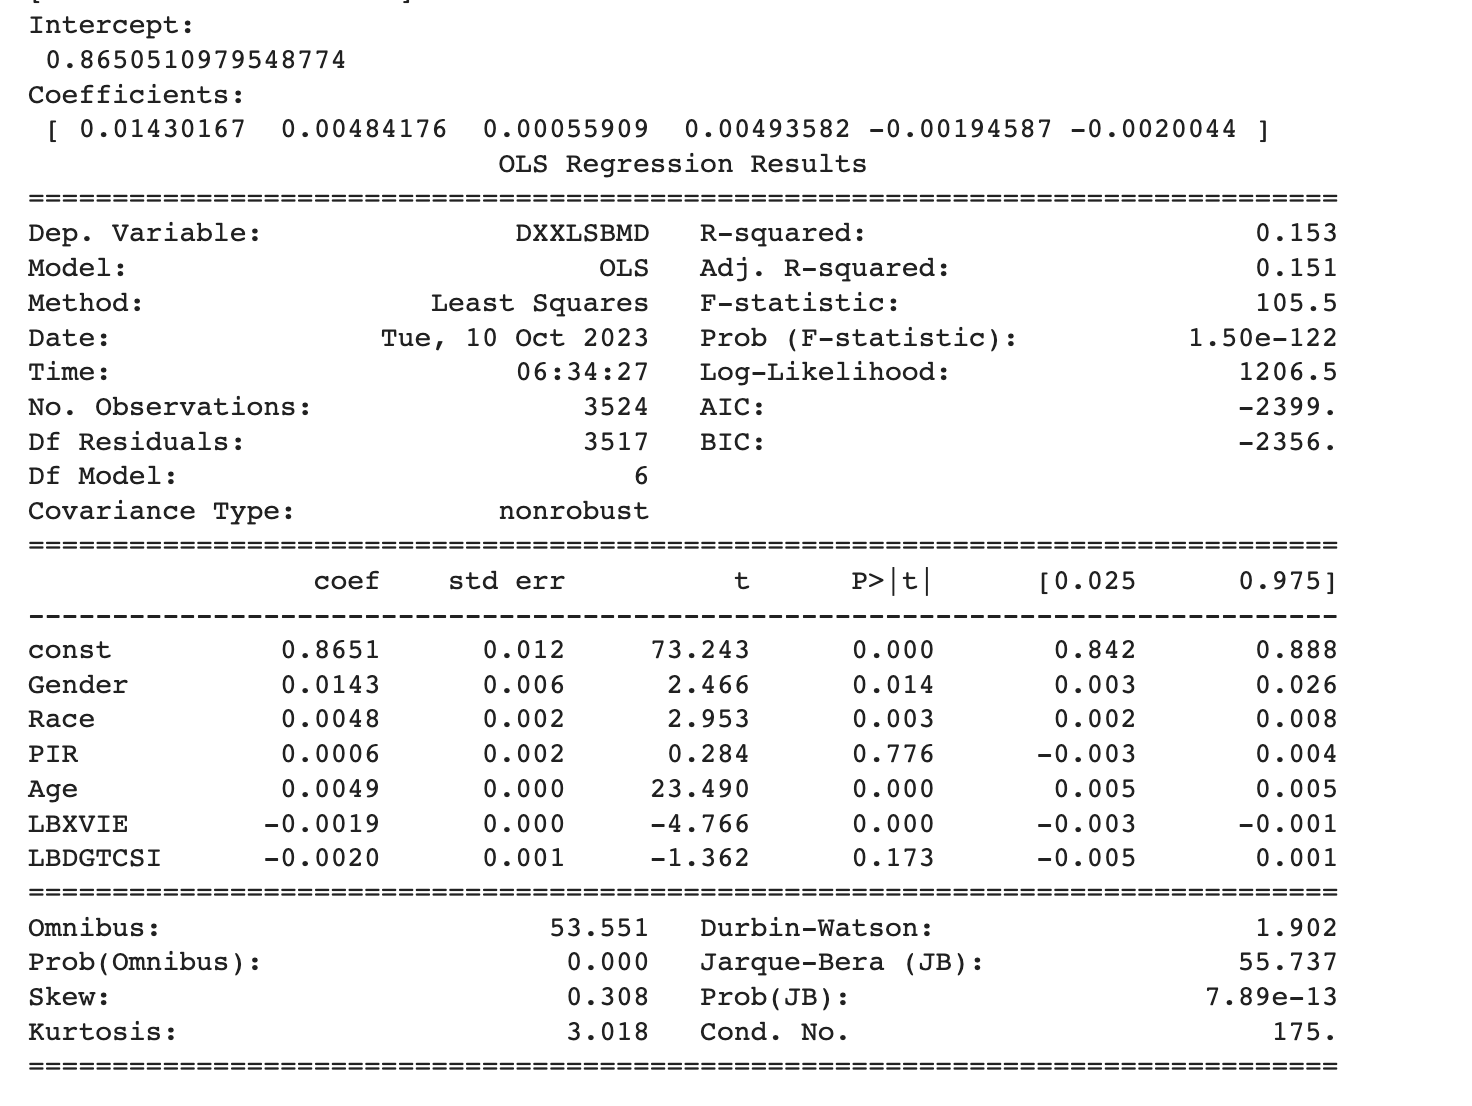 Intercept:
 0.8650510979548774
Coefficients:
 [ 0.01430167  0.00484176  0.00055909  0.00493582 -0.00194587 -0.0020044 ]
                            OLS Regression Results
==============================================================================
Dep. Variable:               DXXLSBMD   R-squared:                       0.153
Model:                            OLS   Adj. R-squared:                  0.151
Method:                 Least Squares   F-statistic:                     105.5
Date:                Tue, 10 Oct 2023   Prob (F-statistic):          1.50e-122
Time:                        06:34:27   Log-Likelihood:                 1206.5
No. Observations:                3524   AIC:                            -2399.
Df Residuals:                    3517   BIC:                            -2356.
Df Model:                           6
Covariance Type:            nonrobust
==============================================================================
                 coef    std err          t      P>|t|      [0.025      0.975]
------------------------------------------------------------------------------
const          0.8651      0.012     73.243      0.000       0.842       0.888
Gender         0.0143      0.006      2.466      0.014       0.003       0.026
Race           0.0048      0.002      2.953      0.003       0.002       0.008
PIR            0.0006      0.002      0.284      0.776      -0.003       0.004
Age            0.0049      0.000     23.490      0.000       0.005       0.005
LBXVIE        -0.0019      0.000     -4.766      0.000      -0.003      -0.001
LBDGTCSI      -0.0020      0.001     -1.362      0.173      -0.005       0.001
==============================================================================
Omnibus:                       53.551   Durbin-Watson:                   1.902
Prob(Omnibus):                  0.000   Jarque-Bera (JB):               55.737
Skew:                           0.308   Prob(JB):                     7.89e-13
Kurtosis:                       3.018   Cond. No.                         175.
==============================================================================